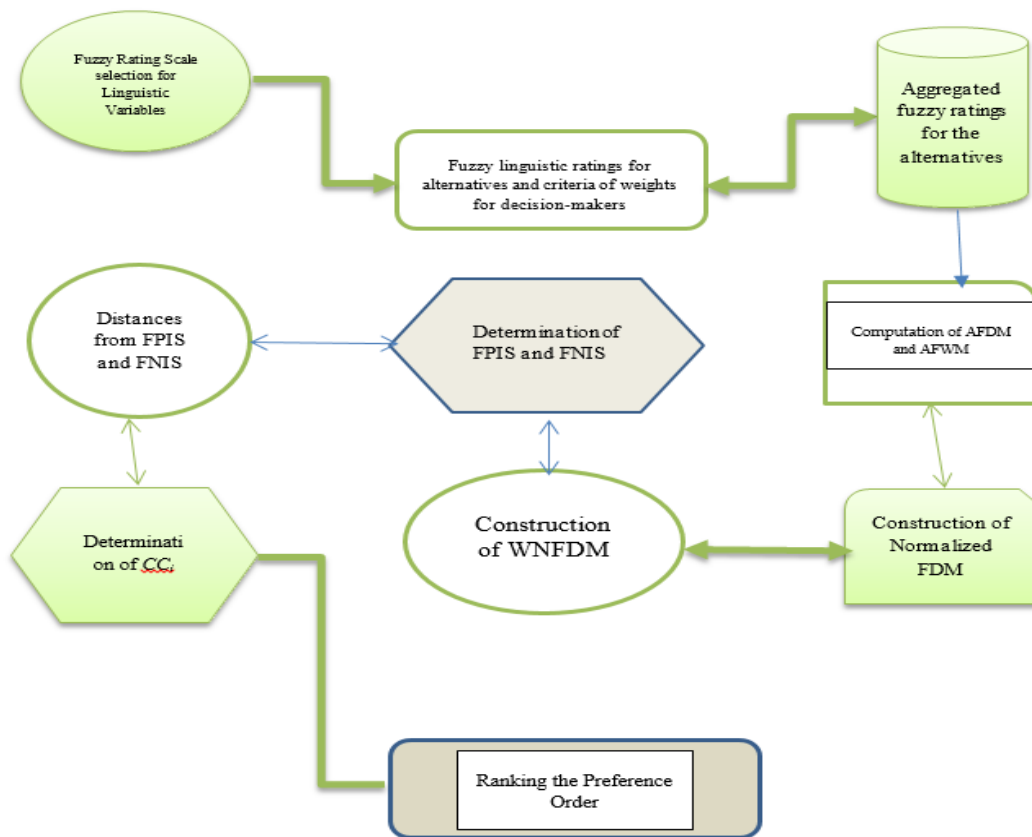 Fuzzy Rating Scale
selection for
Linguistic
Variables
Fuzzy linguistic ratings for
alternatives and criteria of weights
for decision-makers
Aggregated
fuzzy ratings
for the
alternatives
Distances
from FPIS
and FNIS
Determination of
FPIS and FNIS
Computation of AFDM
and AFWM
Determinati
on of CCi
Construction
of WNFDM
Construction of
Normalized
FDM
Ranking the Preference
Order